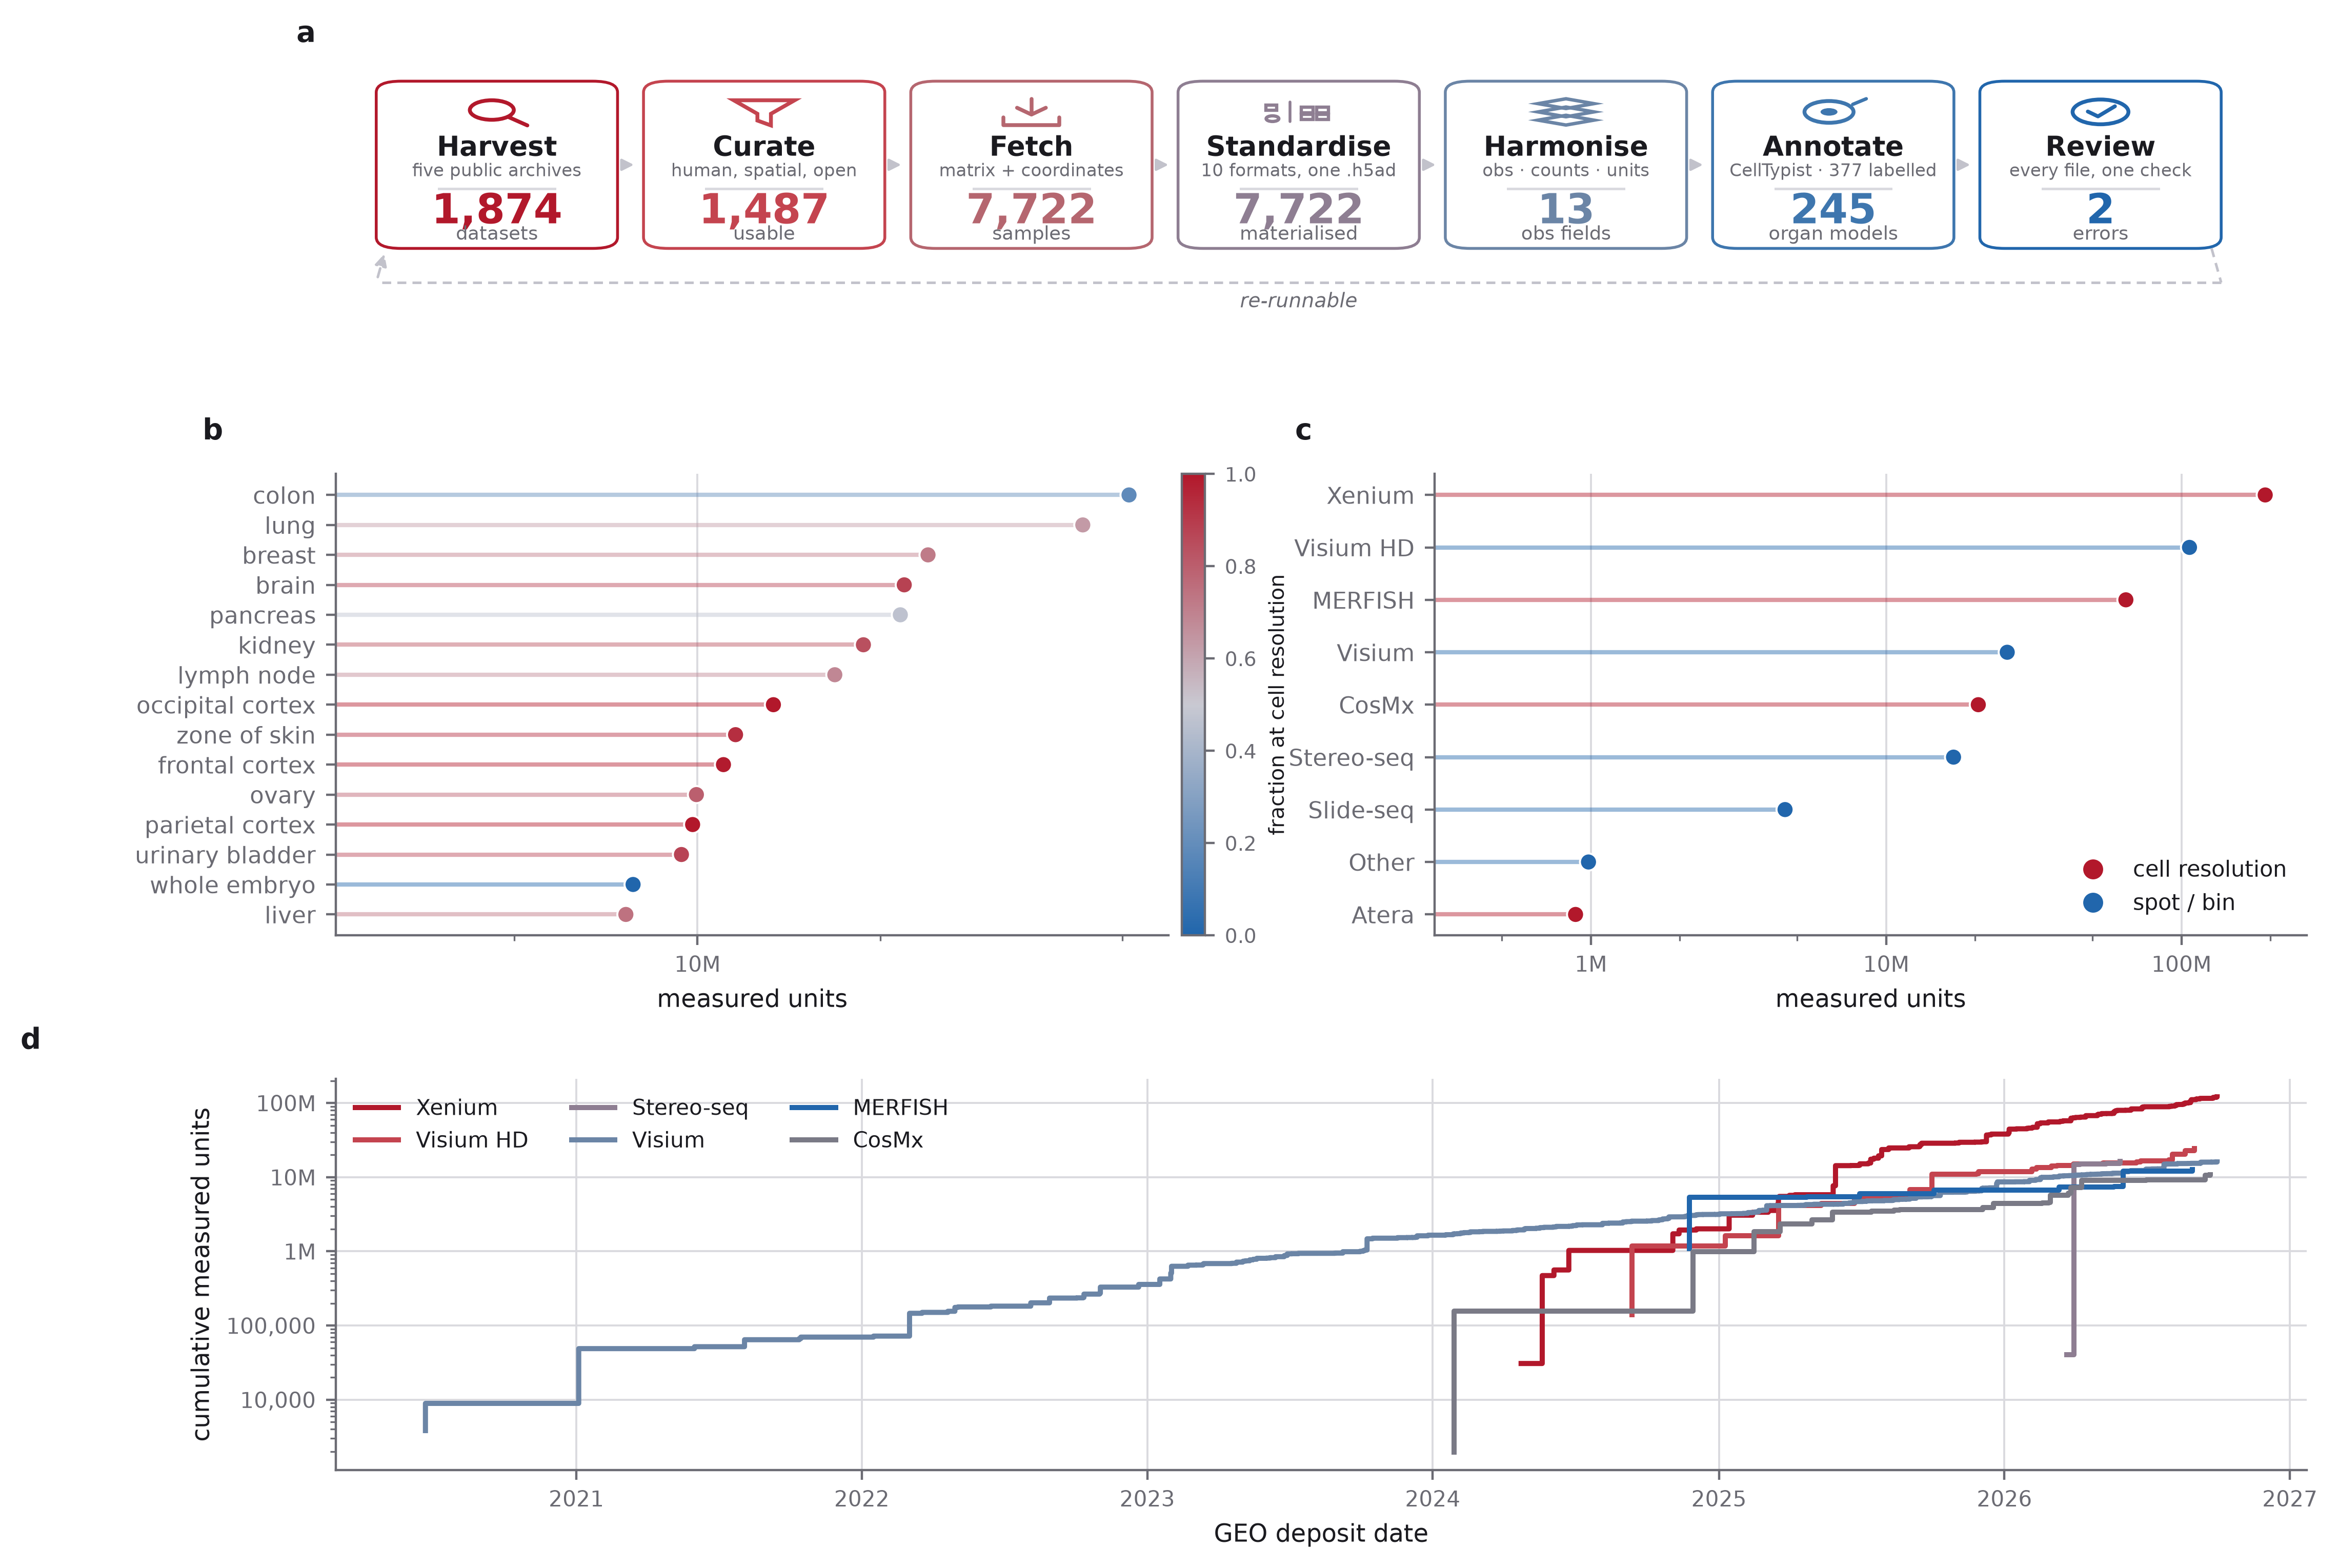 a
Harvest
five public archives
1,874
datasets
Curate
human, spatial, open
1,487
usable
Fetch
matrix + coordinates
7,722
samples
Standardise
10 formats, one .h5ad
7,722
materialised
Harmonise
obs · counts · units
13
obs fields
Annotate
CellTypist · 377 labelled
245
organ models
Review
every file, one check
2
errors
re-runnable
b
colon
lung
breast
brain
pancreas
kidney
lymph node
occipital cortex
zone of skin
frontal cortex
ovary
parietal cortex
urinary bladder
whole embryo
liver
10M
measured units
1.0
0.8
0.6
0.4
0.2
0.0
fraction at cell resolution
c
Xenium
Visium HD
MERFISH
Visium
CosMx
Stereo-seq
Slide-seq
Other
Atera
cell resolution
spot / bin
1M 10M 100M
measured units
d
cumulative measured units
100M
10M
1M
100,000
10,000
Xenium
Visium HD
Stereo-seq
Visium
MERFISH
CosMx
2021 2022 2023 2024 2025 2026 2027
GEO deposit date